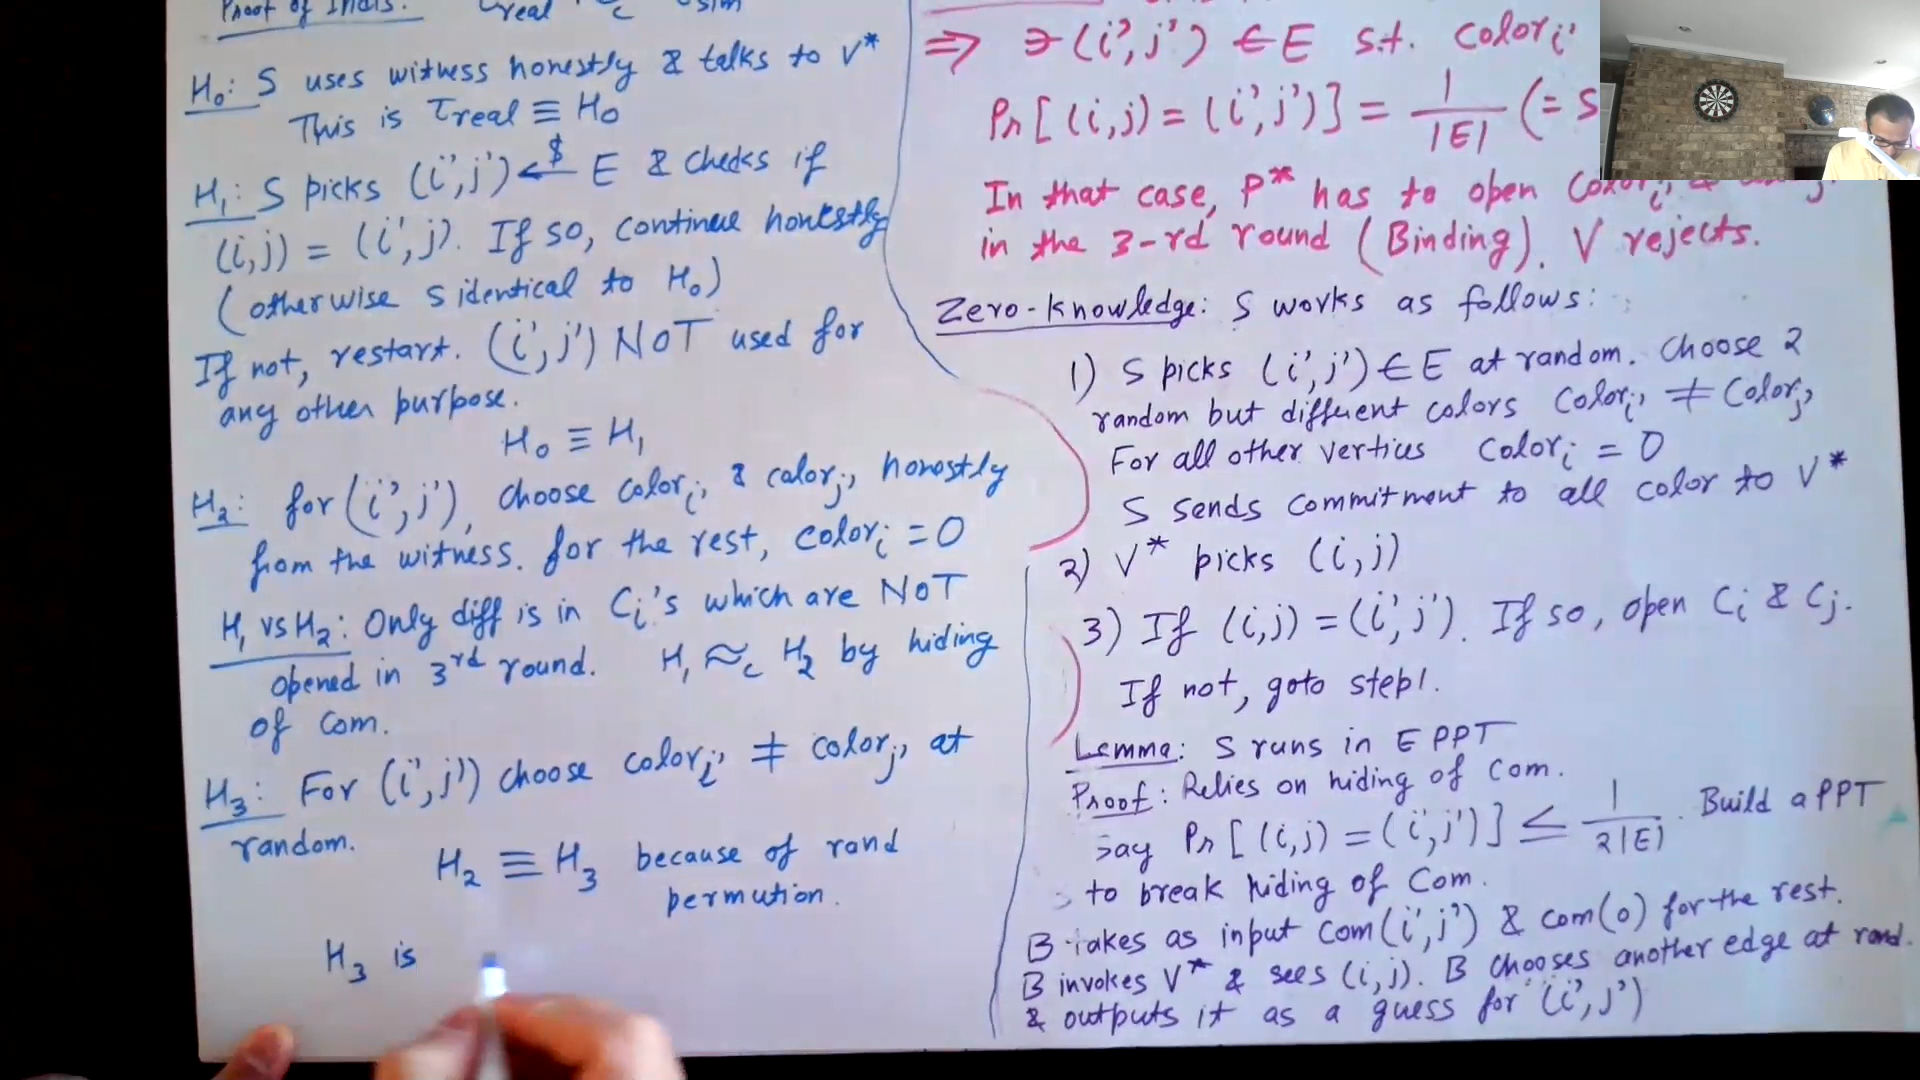 Proof of Indis. τreal ≈c τsim
H₀: S uses witness honestly & talks to V*
This is τreal ≡ H₀
H₁: S picks (i',j') <-$ E & checks if
(i,j) = (i',j'). If so, continue honestly
(otherwise S identical to H₀)
If not, restart. (i',j') NOT used for
any other purpose.
H₀ ≡ H₁
H₂: for (i',j'), choose colorᵢ' & colorⱼ' honestly
from the witness. for the rest, colorᵢ = 0
H₁ vs H₂: Only diff is in Cᵢ's which are NOT
opened in 3rd round. H₁ ≈c H₂ by hiding
of Com.
H₃: For (i',j') choose colorᵢ' ≠ colorⱼ' at
random.
H₂ ≡ H₃ because of rand
permution.
H₃ is
⇒ ∃ (i',j') ∈ E s.t. colorᵢ'
Pr[(i,j) = (i',j')] = 1/|E| (= s
In that case, P* has to open
in the 3-rd round (Binding). V rejects.
Zero-knowledge: S works as follows:
1) S picks (i',j') ∈ E at random. Choose 2
random but different colors colorᵢ' ≠ colorⱼ'
For all other vertices colorᵢ = 0
S sends commitment to all color to V*
2) V* picks (i,j)
3) If (i,j) = (i',j'). If so, open Cᵢ & Cⱼ.
If not, goto step1.
Lemma: S runs in EPPT
Proof: Relies on hiding of Com.
Say Pr[(i,j) = (i',j')] ≤ 1/2|E|. Build a PPT
to break hiding of Com.
B takes as input com(i',j') & com(0) for the rest.
B invokes V* & sees (i,j). B chooses another edge at rand.
& outputs it as a guess for (i',j')